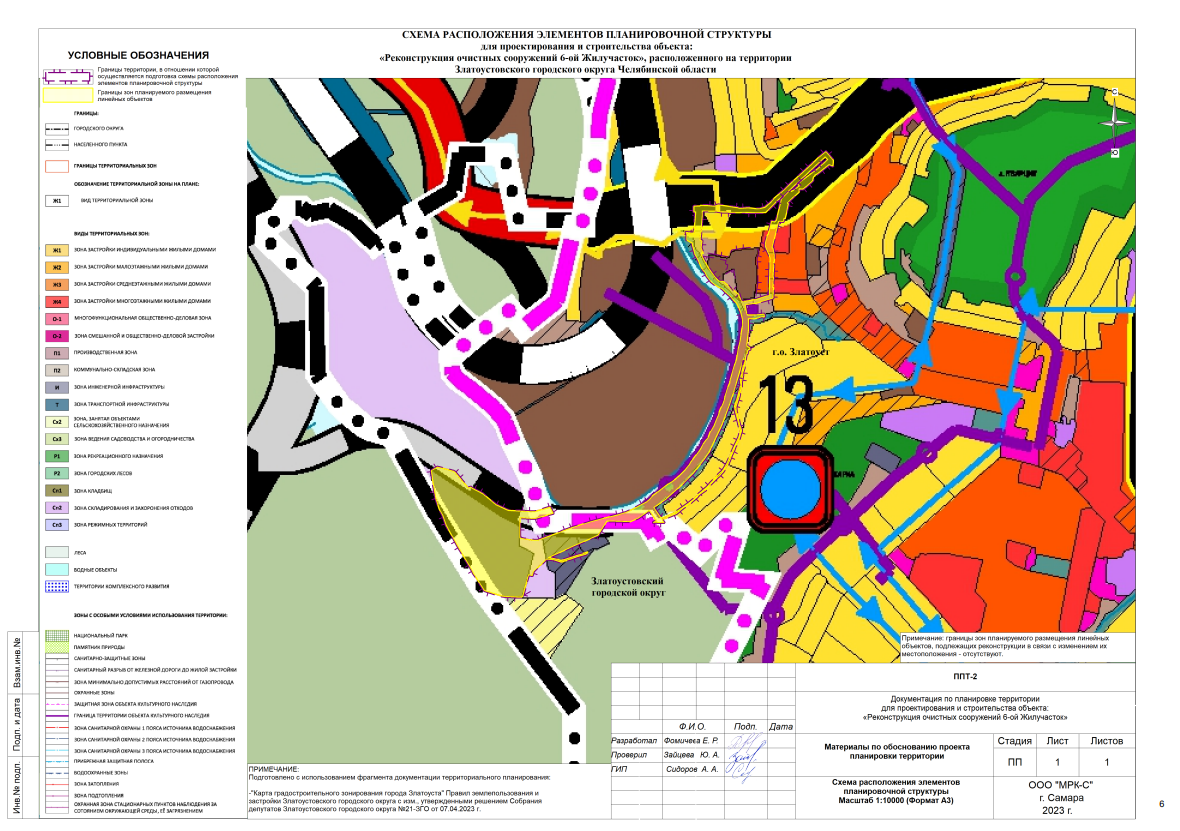 СХЕМА РАСПОЛОЖЕНИЯ ЭЛЕМЕНТОВ ПЛАНИРОВОЧНОЙ СТРУКТУРЫ
для проектирования и строительства объекта:
«Реконструкция очистных сооружений 6-ой Жилучасток», расположенного на территории
Златоустовского городского округа Челябинской области
УСЛОВНЫЕ ОБОЗНАЧЕНИЯ
Границы территории, в отношении которой
осуществляется подготовка схемы расположения
элементов планировочной структуры
Границы зон планируемого размещения
линейных объектов
ГРАНИЦЫ:
ГОРОДСКОГО ОКРУГА
НАСЕЛЕННОГО ПУНКТА
ГРАНИЦЫ ТЕРРИТОРИАЛЬНЫХ ЗОН
ОБОЗНАЧЕНИЕ ТЕРРИТОРИАЛЬНОЙ ЗОНЫ НА ПЛАНЕ:
Ж1 ВИД ТЕРРИТОРИАЛЬНОЙ ЗОНЫ
ВИДЫ ТЕРРИТОРИАЛЬНЫХ ЗОН:
Ж1 ЗОНА ЗАСТРОЙКИ ИНДИВИДУАЛЬНЫМИ ЖИЛЫМИ ДОМАМИ
Ж2 ЗОНА ЗАСТРОЙКИ МАЛОЭТАЖНЫМИ ЖИЛЫМИ ДОМАМИ
Ж3 ЗОНА ЗАСТРОЙКИ СРЕДНЕЭТАЖНЫМИ ЖИЛЫМИ ДОМАМИ
Ж4 ЗОНА ЗАСТРОЙКИ МНОГОЭТАЖНЫМИ ЖИЛЫМИ ДОМАМИ
О-1 МНОГОФУНКЦИОНАЛЬНАЯ ОБЩЕСТВЕННО-ДЕЛОВАЯ ЗОНА
О-2 ЗОНА СМЕШАННОЙ И ОБЩЕСТВЕННО-ДЕЛОВОЙ ЗАСТРОЙКИ
П1 ПРОИЗВОДСТВЕННАЯ ЗОНА
П2 КОММУНАЛЬНО-СКЛАДСКАЯ ЗОНА
И ЗОНА ИНЖЕНЕРНОЙ ИНФРАСТРУКТУРЫ
Т ЗОНА ТРАНСПОРТНОЙ ИНФРАСТРУКТУРЫ
Сх2 ЗОНА, ЗАНЯТАЯ ОБЪЕКТАМИ
СЕЛЬСКОХОЗЯЙСТВЕННОГО НАЗНАЧЕНИЯ
Сх3 ЗОНА ВЕДЕНИЯ САДОВОДСТВА И ОГОРОДНИЧЕСТВА
Р1 ЗОНА РЕКРЕАЦИОННОГО НАЗНАЧЕНИЯ
Р2 ЗОНА ГОРОДСКИХ ЛЕСОВ
Сп1 ЗОНА КЛАДБИЩ
Сп2 ЗОНА СКЛАДИРОВАНИЯ И ЗАХОРОНЕНИЯ ОТХОДОВ
Сп3 ЗОНА РЕЖИМНЫХ ТЕРРИТОРИЙ
ЛЕСА
ВОДНЫЕ ОБЪЕКТЫ
ТЕРРИТОРИИ КОМПЛЕКСНОГО РАЗВИТИЯ
ЗОНЫ С ОСОБЫМИ УСЛОВИЯМИ ИСПОЛЬЗОВАНИЯ ТЕРРИТОРИИ:
НАЦИОНАЛЬНЫЙ ПАРК
ПАМЯТНИК ПРИРОДЫ
САНИТАРНО-ЗАЩИТНЫЕ ЗОНЫ
САНИТАРНЫЙ РАЗРЫВ ОТ ЖЕЛЕЗНОЙ ДОРОГИ ДО ЖИЛОЙ ЗАСТРОЙКИ
ЗОНА МИНИМАЛЬНО ДОПУСТИМЫХ РАССТОЯНИЙ ОТ ГАЗОПРОВОДА
ОХРАННЫЕ ЗОНЫ
ЗАЩИТНАЯ ЗОНА ОБЪЕКТА КУЛЬТУРНОГО НАСЛЕДИЯ
ГРАНИЦА ТЕРРИТОРИИ ОБЪЕКТА КУЛЬТУРНОГО НАСЛЕДИЯ
ЗОНА САНИТАРНОЙ ОХРАНЫ 1 ПОЯСА ИСТОЧНИКА ВОДОСНАБЖЕНИЯ
ЗОНА САНИТАРНОЙ ОХРАНЫ 2 ПОЯСА ИСТОЧНИКА ВОДОСНАБЖЕНИЯ
ЗОНА САНИТАРНОЙ ОХРАНЫ 3 ПОЯСА ИСТОЧНИКА ВОДОСНАБЖЕНИЯ
ПРИБРЕЖНАЯ ЗАЩИТНАЯ ПОЛОСА
ВОДООХРАННЫЕ ЗОНЫ
ЗОНА ЗАТОПЛЕНИЯ
ЗОНА ПОДТОПЛЕНИЯ
ОХРАННАЯ ЗОНА СТАЦИОНАРНЫХ ПУНКТОВ НАБЛЮДЕНИЯ ЗА
СОТОЯНИЕМ ОКРУЖАЮЩЕЙ СРЕДЫ, ЕЁ ЗАГРЯЗНЕНИЕМ
Взам.инв.№
Подп. и дата
Инв.№ подл.
С
Ю
г.о. Златоуст
13
Златоустовский
городской округ
Примечание: границы зон планируемого размещения линейных
объектов, подлежащих реконструкции в связи с изменением их
местоположения - отсутствуют.
ПРИМЕЧАНИЕ:
Подготовлено с использованием фрагмента документации территориального планирования:
-"Карта градостроительного зонирования города Златоуста" Правил землепользования и
застройки Златоустовского городского округа с изм., утвержденными решением Собрания
депутатов Златоустовского городского округа №21-ЗГО от 07.04.2023 г.
ППТ-2
Документация по планировке территории
для проектирования и строительства объекта:
«Реконструкция очистных сооружений 6-ой Жилучасток»
Ф.И.О. Подп. Дата
Разработал Фомичева Е. Р.
Проверил Зайцева Ю. А.
ГИП Сидоров А. А.
Материалы по обоснованию проекта
планировки территории
Стадия Лист Листов
ПП 1 1
Схема расположения элементов
планировочной структуры
Масштаб 1:10000 (Формат А3)
ООО "МРК-С"
г. Самара
2023 г.
6